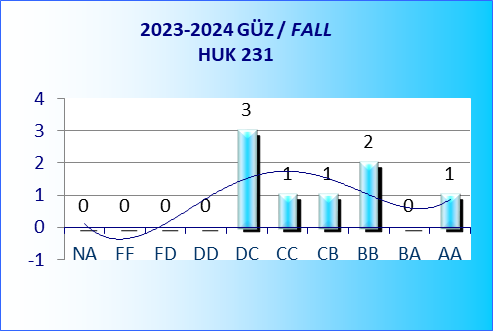 2023-2024 GÜZ / FALL
HUK 231
4
3
2
1
0
-1
0 0 0 0 3 1 1 2 0 1
NA FF FD DD DC CC CB BB BA AA